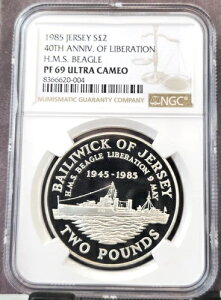 1985 JERSEY S£2
40TH ANNIV. OF LIBERATION
H.M.S. BEAGLE
PF 69 ULTRA CAMEO
8366620-004
NGC
NUMISMATIC GUARANTY COMPANY
BAILIWICK OF JERSEY
H.M.S. BEAGLE LIBERATION 9 MAY
1945-1985
TWO POUNDS